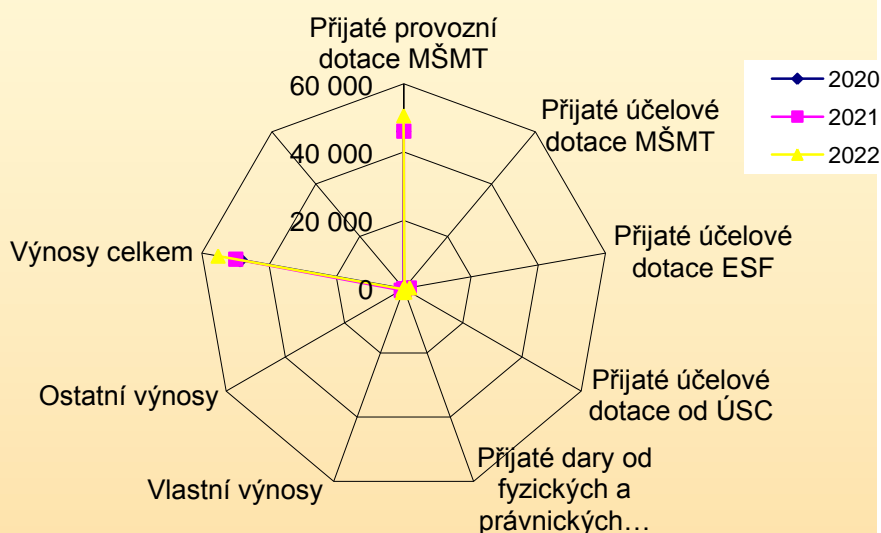 Přijaté provozní
dotace MŠMT
60 000
40 000
20 000
0
2020
2021
2022
Přijaté účelové
dotace MŠMT
Přijaté účelové
dotace ESF
Přijaté účelové
dotace od ÚSC
Přijaté dary od
fyzických a
právnických…
Vlastní výnosy
Ostatní výnosy
Výnosy celkem